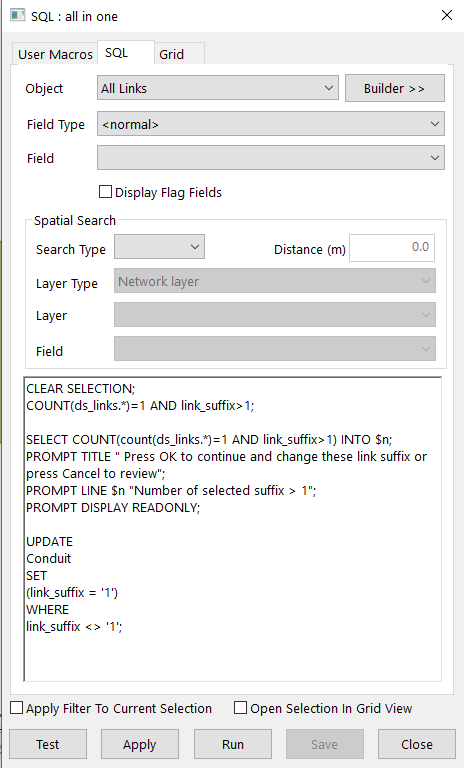 SQL : all in one
User Macros SQL Grid
Object All Links Builder >>
Field Type <normal>
Field
Display Flag Fields
Spatial Search
Search Type Distance (m) 0.0
Layer Type Network layer
Layer
Field
CLEAR SELECTION;
COUNT(ds_links.*)=1 AND link_suffix>1;
SELECT COUNT(count(ds_links.*)=1 AND link_suffix>1) INTO $n;
PROMPT TITLE " Press OK to continue and change these link suffix or
press Cancel to review";
PROMPT LINE $n "Number of selected suffix > 1";
PROMPT DISPLAY READONLY;
UPDATE
Conduit
SET
(link_suffix = '1')
WHERE
link_suffix <> '1';
Apply Filter To Current Selection Open Selection In Grid View
Test Apply Run Save Close